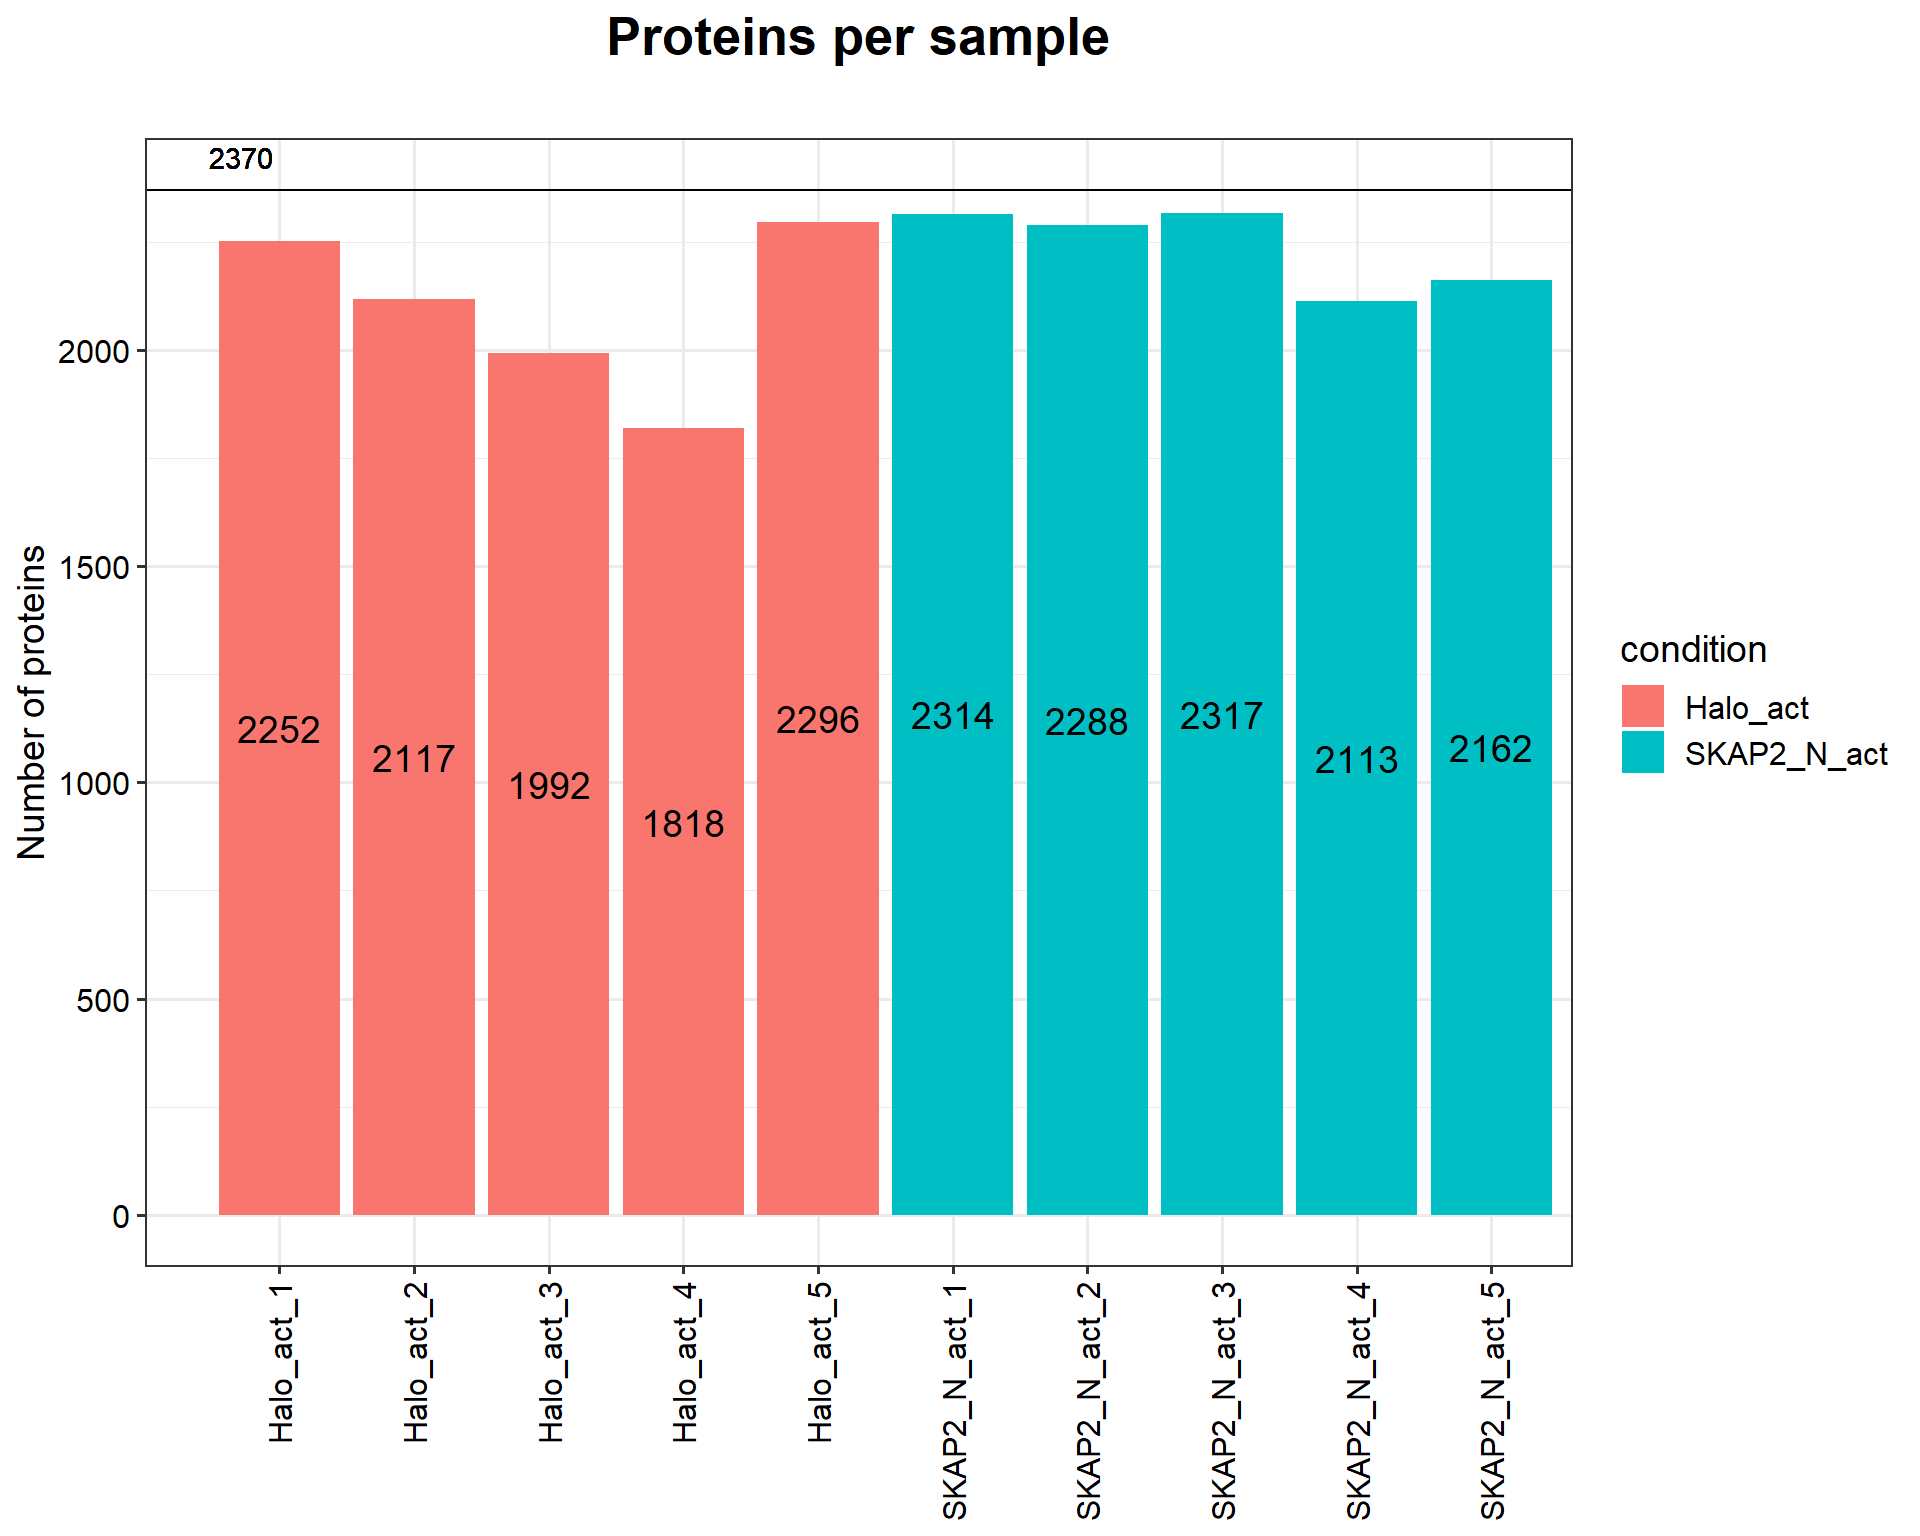 Proteins per sample
2370
Number of proteins
2000
1500
1000
500
0
2252
2117
1992
1818
2296
2314
2288
2317
2113
2162
Halo_act_1
Halo_act_2
Halo_act_3
Halo_act_4
Halo_act_5
SKAP2_N_act_1
SKAP2_N_act_2
SKAP2_N_act_3
SKAP2_N_act_4
SKAP2_N_act_5
condition
Halo_act
SKAP2_N_act